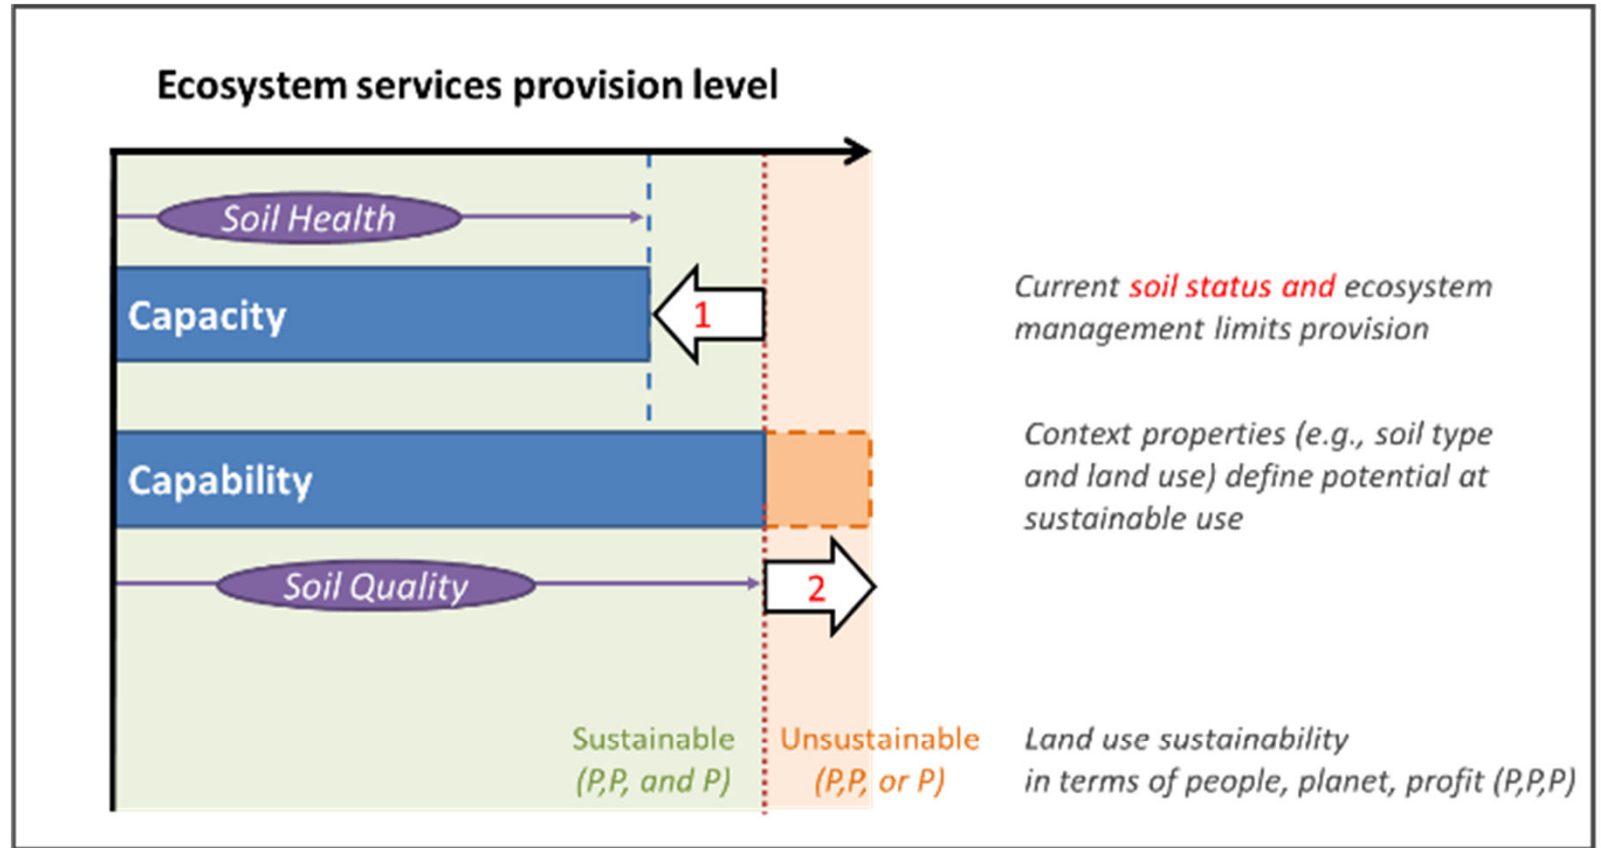 Ecosystem services provision level
Soil Health
Capacity
1
Current soil status and ecosystem
management limits provision
Capability
Context properties (e.g., soil type
and land use) define potential at
sustainable use
Soil Quality
2
Sustainable
(P,P, and P)
Unsustainable
(P,P, or P)
Land use sustainability
in terms of people, planet, profit (P,P,P)